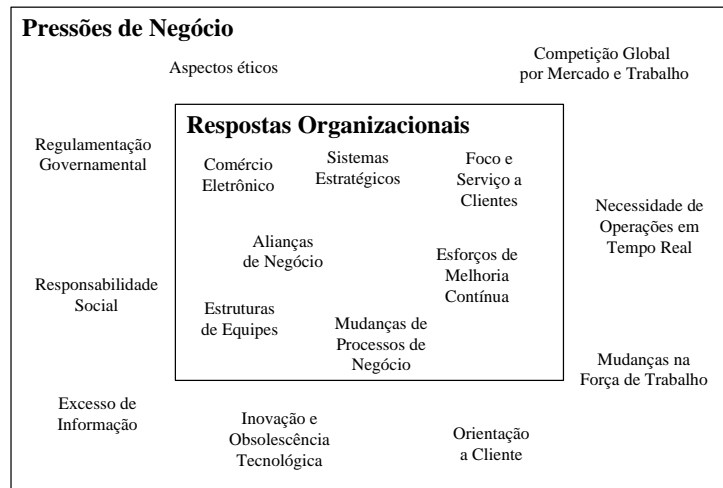 Pressões de Negócio
Aspectos éticos
Competição Global
por Mercado e Trabalho
Regulamentação
Governamental
Respostas Organizacionais
Comércio
Eletrônico
Sistemas
Estratégicos
Foco e
Serviço a
Clientes
Necessidade de
Operações em
Tempo Real
Alianças
de Negócio
Esforços de
Melhoria
Contínua
Responsabilidade
Social
Estruturas
de Equipes
Mudanças de
Processos de
Negócio
Mudanças na
Força de Trabalho
Excesso de
Informação
Inovação e
Obsolescência
Tecnológica
Orientação
a Cliente